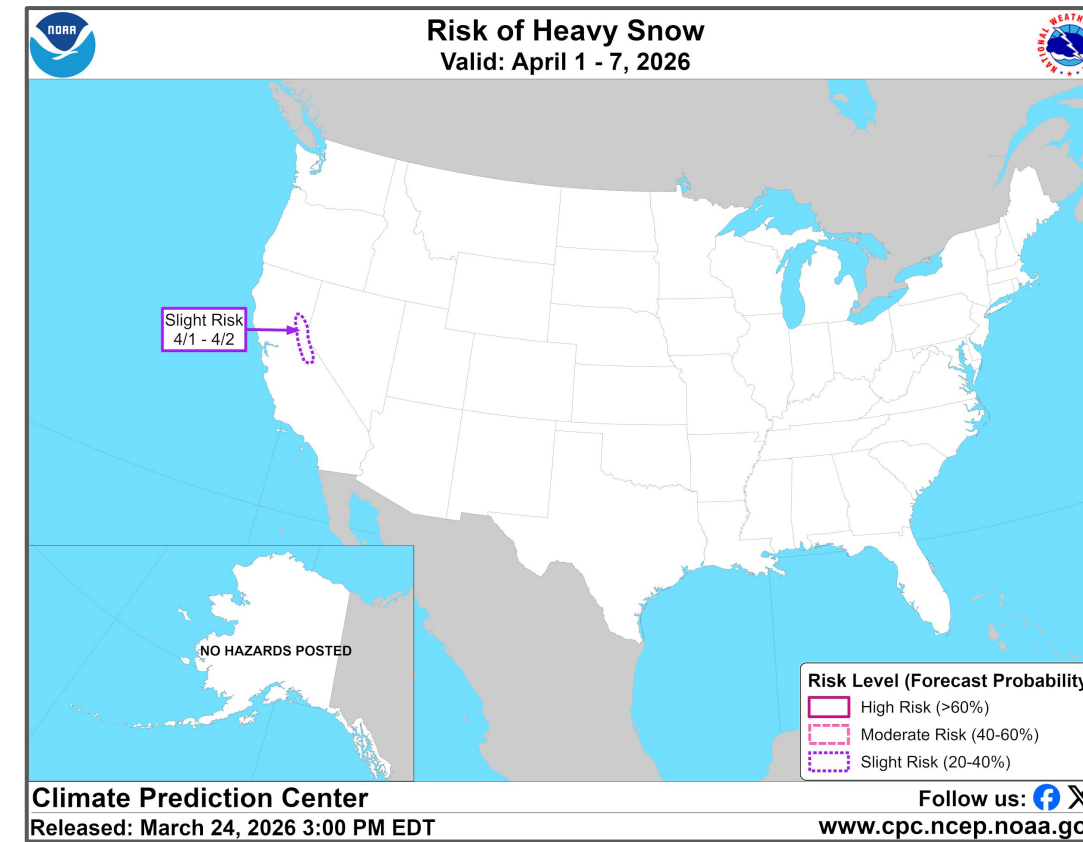 NOAA
Risk of Heavy Snow
Valid: April 1 - 7, 2026
Slight Risk
4/1 - 4/2
NO HAZARDS POSTED
Risk Level (Forecast Probability
High Risk (>60%)
Moderate Risk (40-60%)
Slight Risk (20-40%)
Climate Prediction Center
Follow us:
Released: March 24, 2026 3:00 PM EDT
www.cpc.ncep.noaa.go